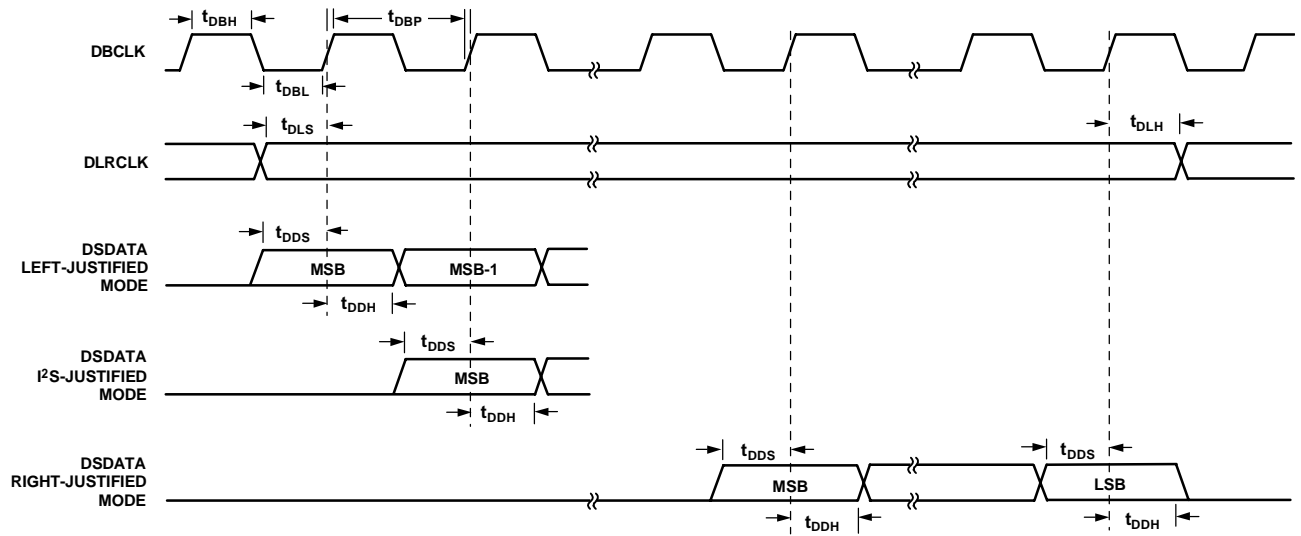 tDBH
tDBP
DBCLK
tDBL
tDLS
tDLH
DLRCLK
tDDS
DSDATA
LEFT-JUSTIFIED
MODE
MSB
MSB-1
tDDH
tDDS
DSDATA
I²S-JUSTIFIED
MODE
MSB
tDDH
tDDS
tDDS
DSDATA
RIGHT-JUSTIFIED
MODE
MSB
LSB
tDDH
tDDH